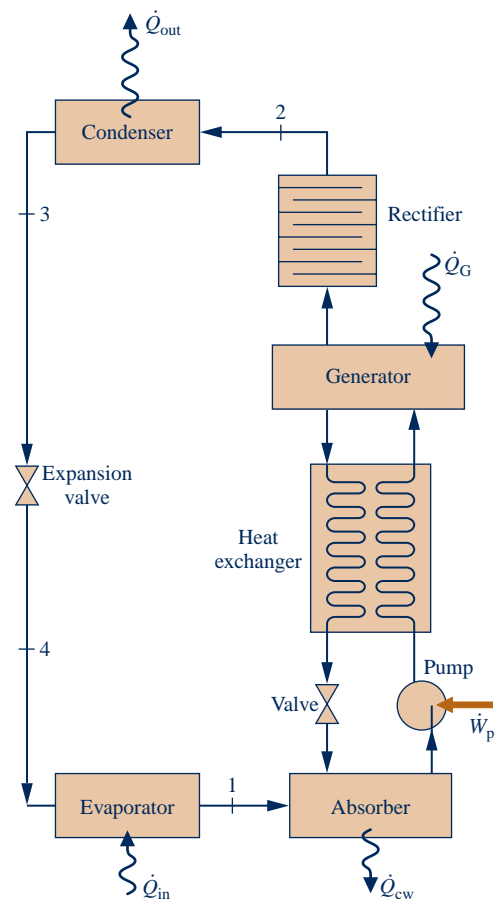 Q̇out
2
Condenser
3
Rectifier
Q̇G
Generator
Expansion
valve
Heat
exchanger
4
Pump
Valve
Ẇp
1
Evaporator
Absorber
Q̇in
Q̇cw